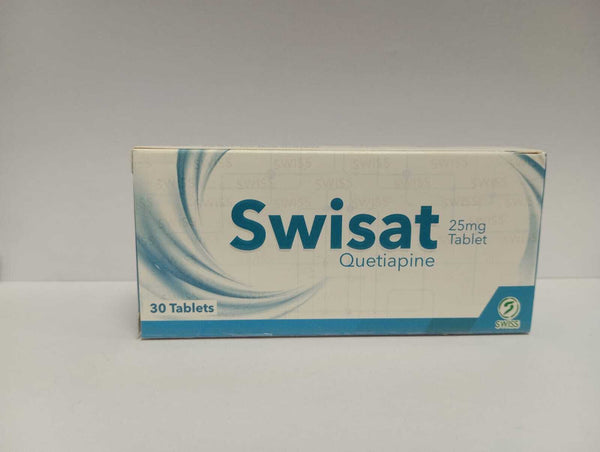 Swisat
25mg
Tablet
Quetiapine
30 Tablets
SWISS